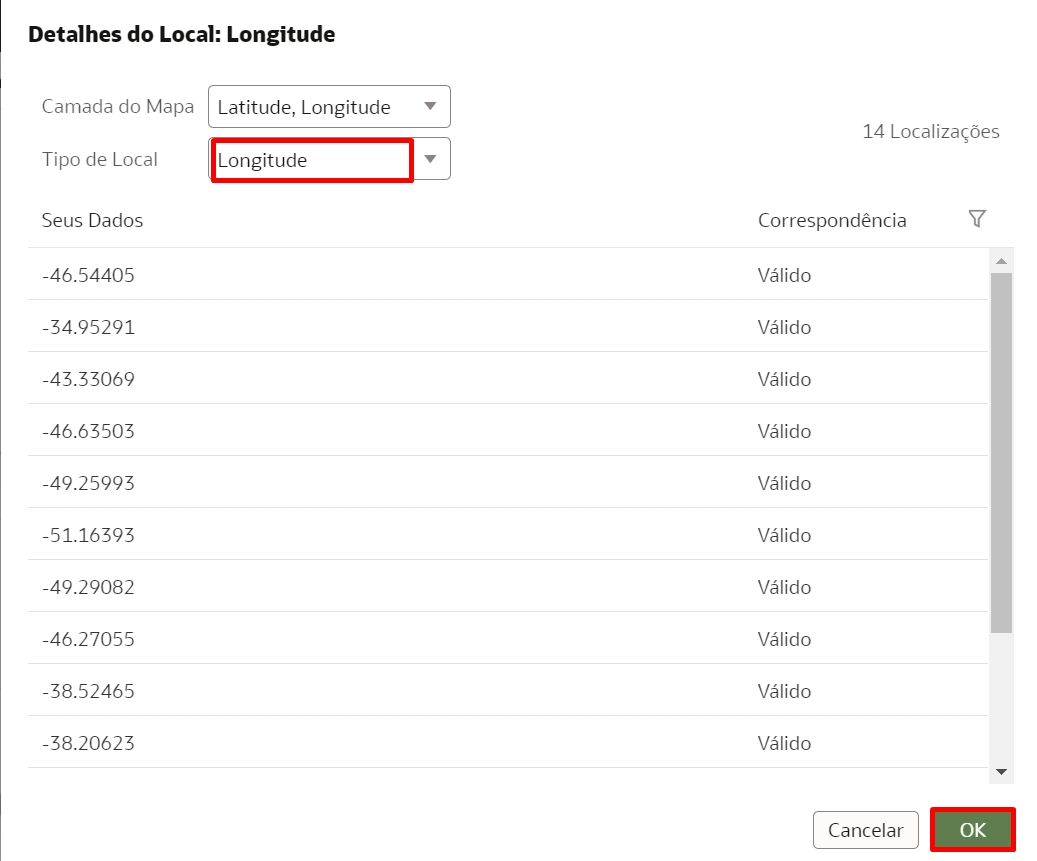 Detalhes do Local: Longitude
Camada do Mapa Latitude, Longitude
14 Localizações
Tipo de Local Longitude
Seus Dados Correspondência
-46.54405 Válido
-34.95291 Válido
-43.33069 Válido
-46.63503 Válido
-49.25993 Válido
-51.16393 Válido
-49.29082 Válido
-46.27055 Válido
-38.52465 Válido
-38.20623 Válido
Cancelar OK